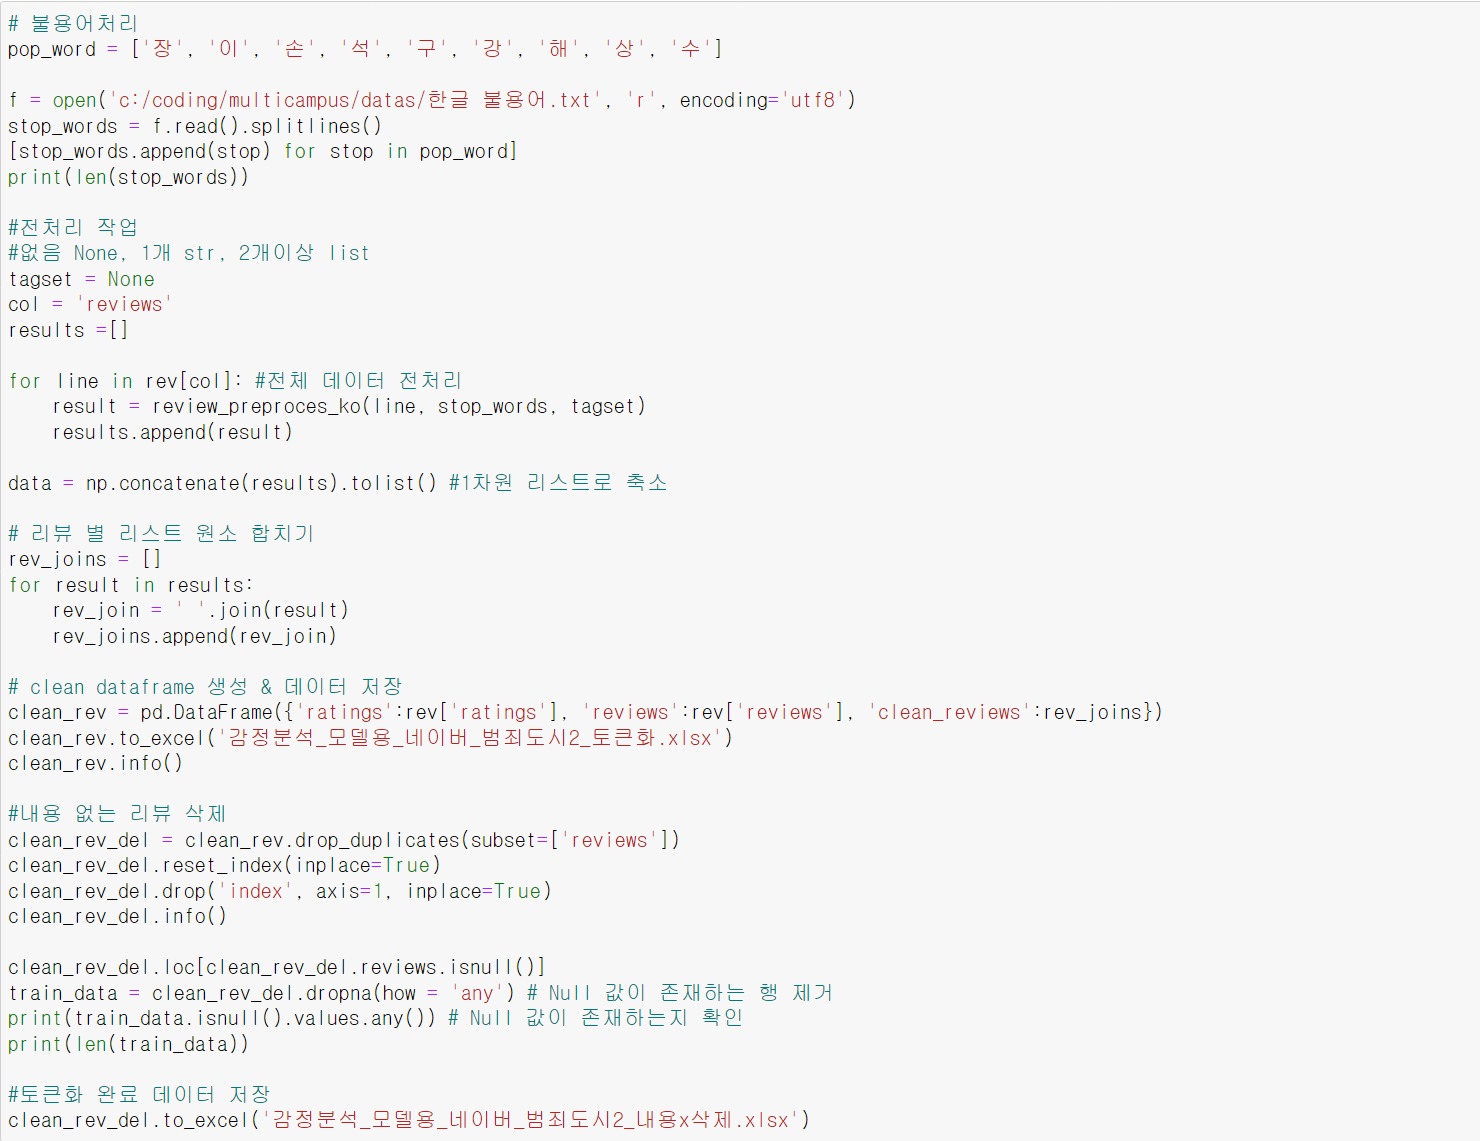 # 불용어처리
pop_word = ['장', '이', '손', '석', '구', '강', '해', '상', '수']
f = open('c:/coding/multicampus/datas/한글 불용어.txt', 'r', encoding='utf8')
stop_words = f.read().splitlines()
[stop_words.append(stop) for stop in pop_word]
print(len(stop_words))
#전처리 작업
#없음 None, 1개 str, 2개이상 list
tagset = None
col = 'reviews'
results =[]
for line in rev[col]: #전체 데이터 전처리
    result = review_preproces_ko(line, stop_words, tagset)
    results.append(result)
data = np.concatenate(results).tolist() #1차원 리스트로 축소
# 리뷰 별 리스트 원소 합치기
rev_joins = []
for result in results:
    rev_join = ' '.join(result)
    rev_joins.append(rev_join)
# clean dataframe 생성 & 데이터 저장
clean_rev = pd.DataFrame({'ratings':rev['ratings'], 'reviews':rev['reviews'], 'clean_reviews':rev_joins})
clean_rev.to_excel('감정분석_모델용_네이버_범죄도시2_토큰화.xlsx')
clean_rev.info()
#내용 없는 리뷰 삭제
clean_rev_del = clean_rev.drop_duplicates(subset=['reviews'])
clean_rev_del.reset_index(inplace=True)
clean_rev_del.drop('index', axis=1, inplace=True)
clean_rev_del.info()
clean_rev_del.loc[clean_rev_del.reviews.isnull()]
train_data = clean_rev_del.dropna(how = 'any') # Null 값이 존재하는 행 제거
print(train_data.isnull().values.any()) # Null 값이 존재하는지 확인
print(len(train_data))
#토큰화 완료 데이터 저장
clean_rev_del.to_excel('감정분석_모델용_네이버_범죄도시2_내용x삭제.xlsx')